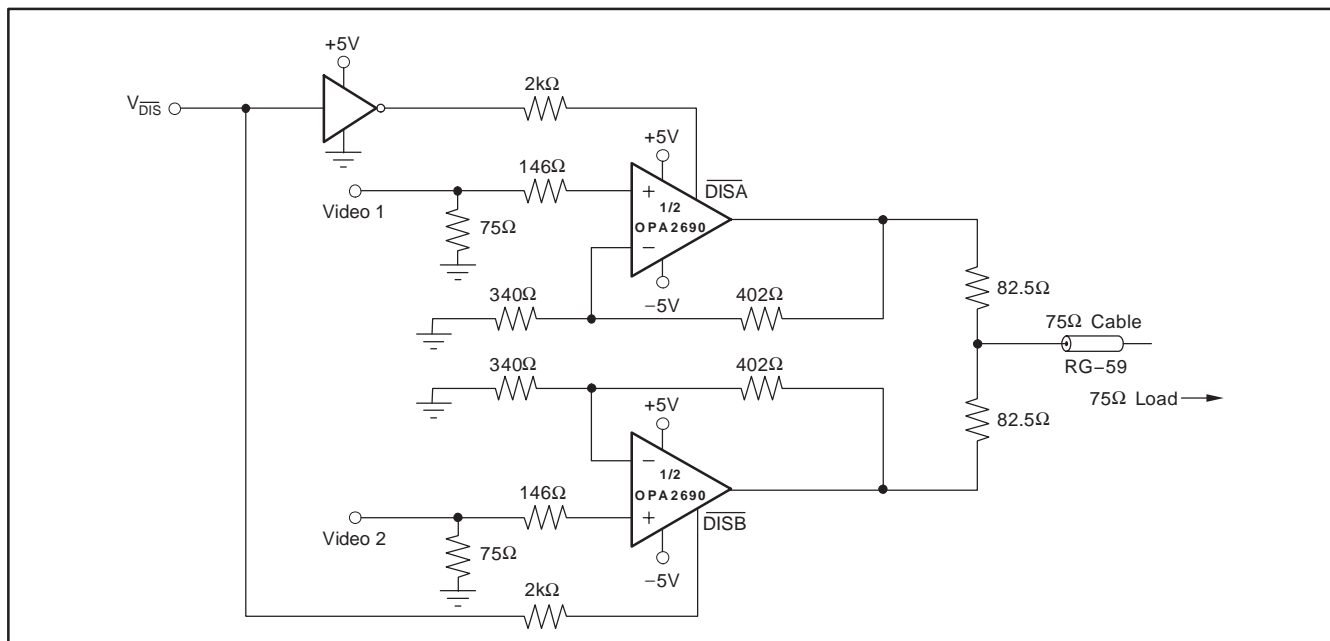 +5V
V_DIS
2kΩ
+5V
146Ω
DISA
+
1/2
OPA2690
−
Video 1
75Ω
−5V
340Ω
402Ω
82.5Ω
75Ω Cable
RG−59
75Ω Load
340Ω
402Ω
+5V
82.5Ω
−
1/2
OPA2690
+
146Ω
DISB
Video 2
75Ω
−5V
2kΩ